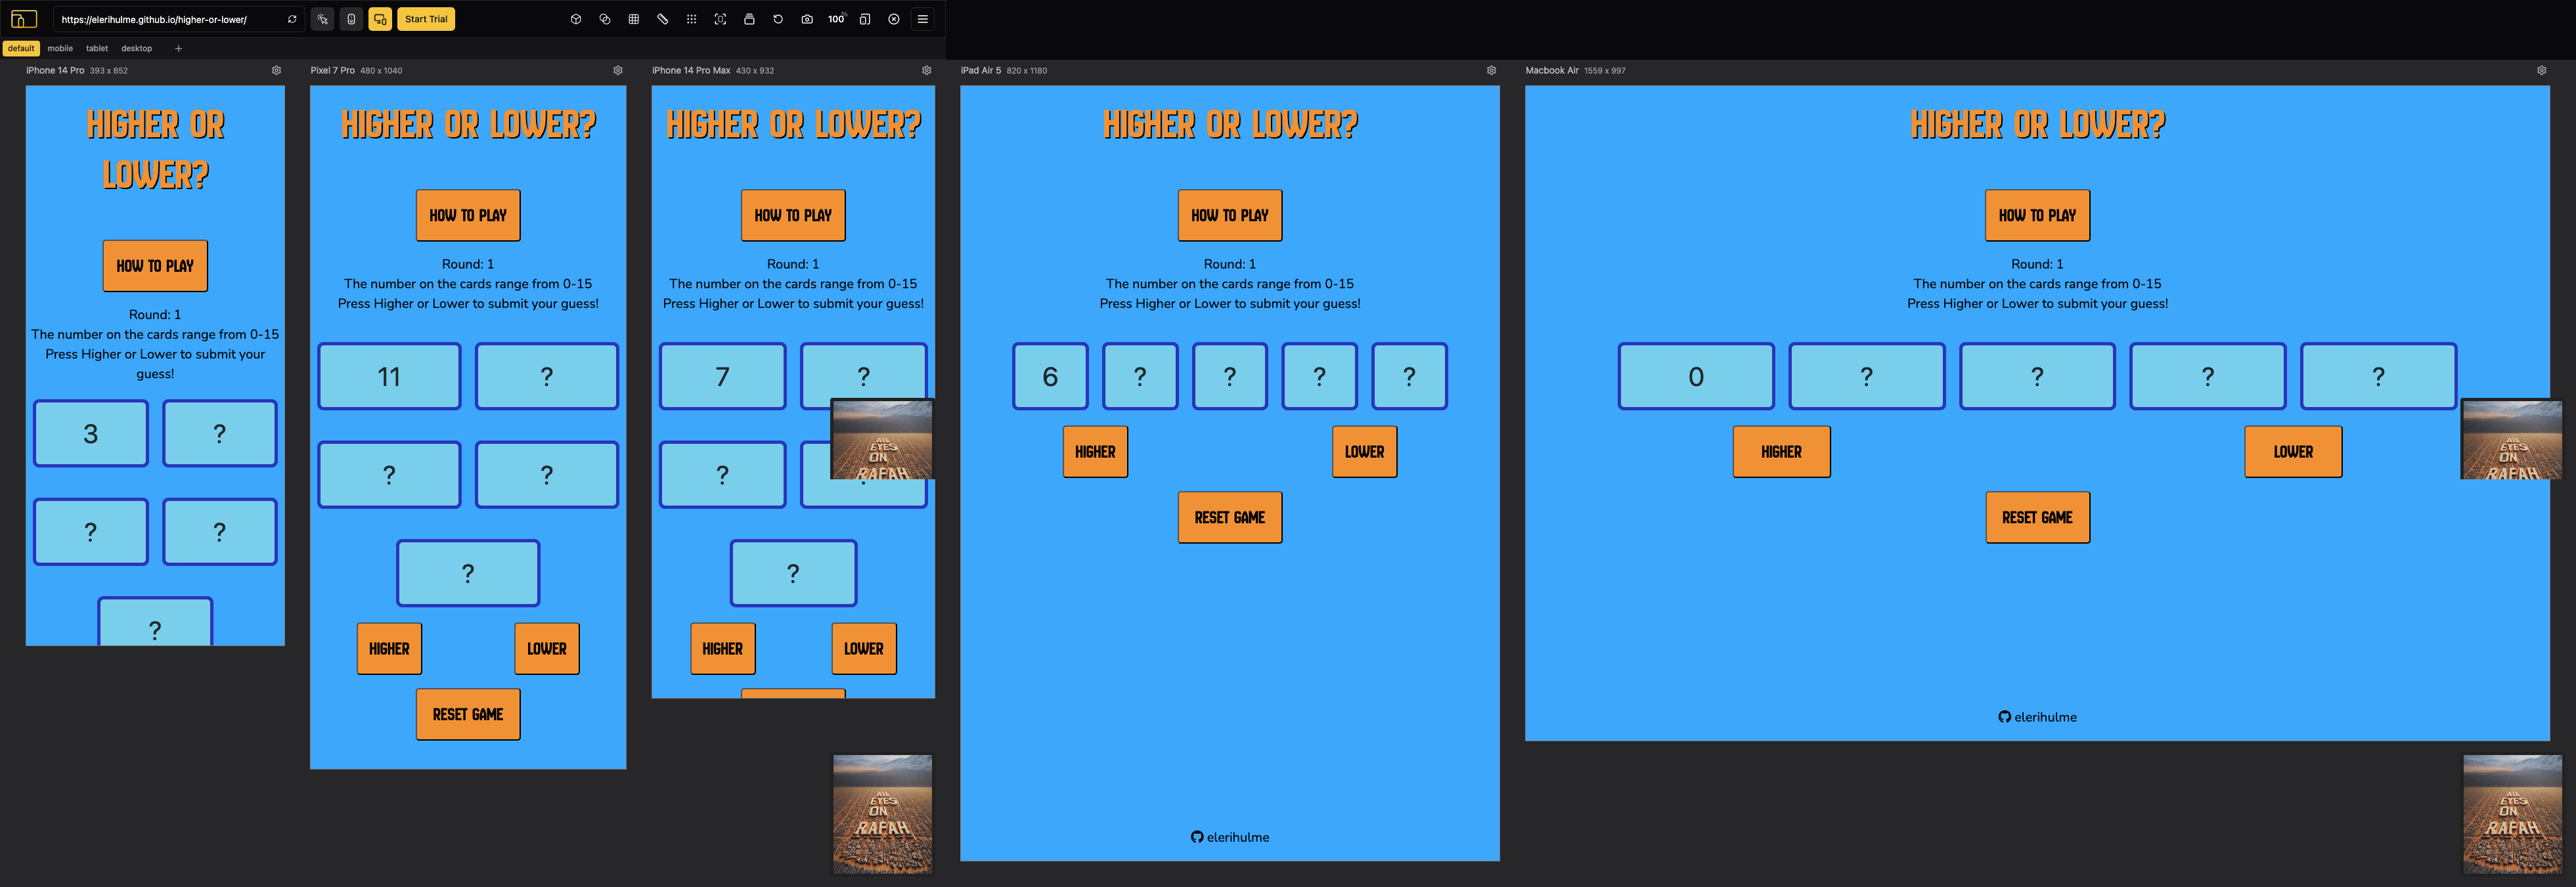 https://elerihulme.github.io/higher-or-lower/
Start Trial
100%
default mobile tablet desktop +
iPhone 14 Pro 393 x 852
HIGHER OR
LOWER?
HOW TO PLAY
Round: 1
The number on the cards range from 0-15
Press Higher or Lower to submit your
guess!
3 ?
? ?
?
Pixel 7 Pro 480 x 1040
HIGHER OR LOWER?
HOW TO PLAY
Round: 1
The number on the cards range from 0-15
Press Higher or Lower to submit your guess!
11 ?
? ?
?
HIGHER LOWER
RESET GAME
iPhone 14 Pro Max 430 x 932
HIGHER OR LOWER?
HOW TO PLAY
Round: 1
The number on the cards range from 0-15
Press Higher or Lower to submit your guess!
7 ?
ALL
EYES
ON
RAFAH
? ?
?
HIGHER LOWER
ALL
EYES
ON
RAFAH
iPad Air 5 820 x 1180
HIGHER OR LOWER?
HOW TO PLAY
Round: 1
The number on the cards range from 0-15
Press Higher or Lower to submit your guess!
6 ? ? ? ?
HIGHER LOWER
RESET GAME
elerihulme
Macbook Air 1559 x 997
HIGHER OR LOWER?
HOW TO PLAY
Round: 1
The number on the cards range from 0-15
Press Higher or Lower to submit your guess!
0 ? ? ? ?
HIGHER LOWER
RESET GAME
elerihulme
ALL
EYES
ON
RAFAH
ALL
EYES
ON
RAFAH